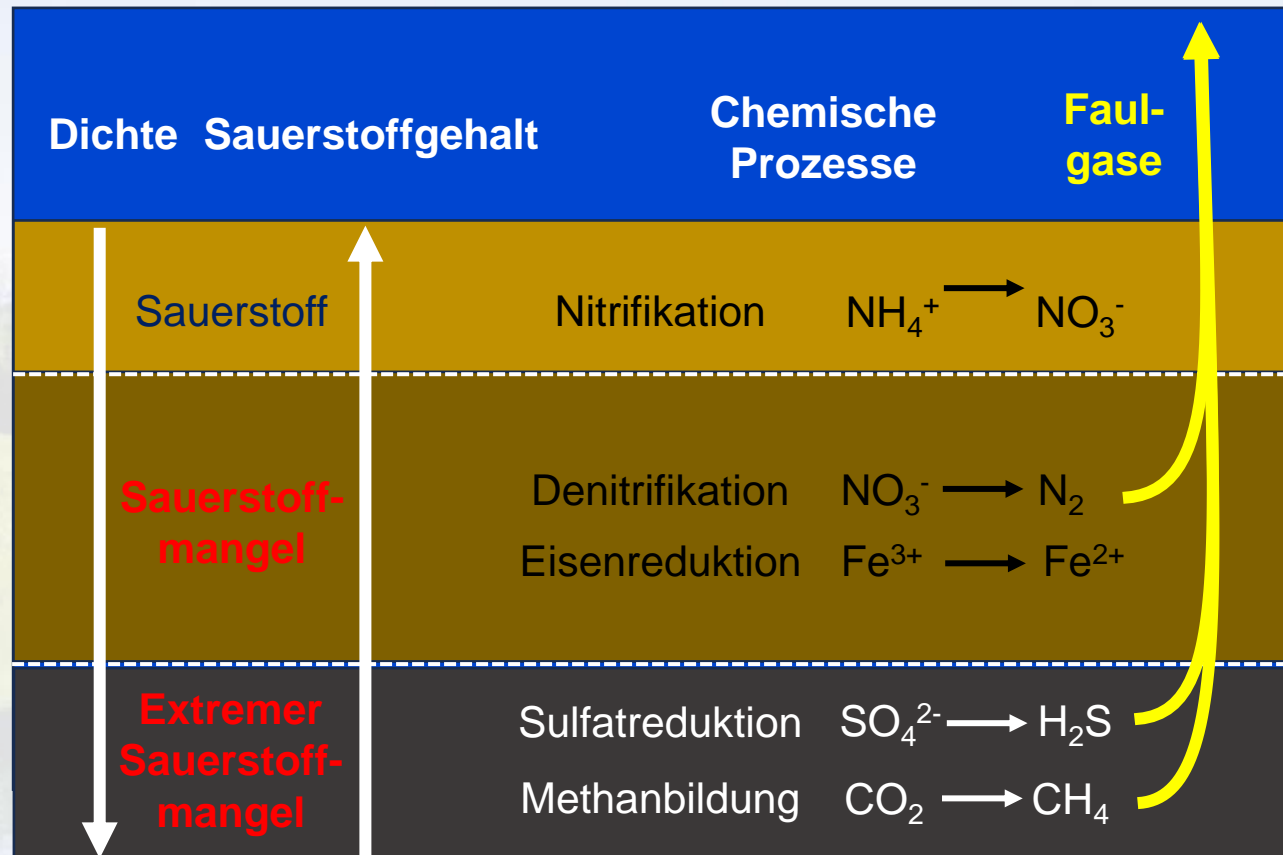 Dichte Sauerstoffgehalt
Chemische
Prozesse
Faul-
gase
Sauerstoff
Nitrifikation NH₄⁺ → NO₃⁻
Sauerstoff-
mangel
Denitrifikation NO₃⁻ → N₂
Eisenreduktion Fe³⁺ → Fe²⁺
Extremer
Sauerstoff-
mangel
Sulfatreduktion SO₄²⁻ → H₂S
Methanbildung CO₂ → CH₄